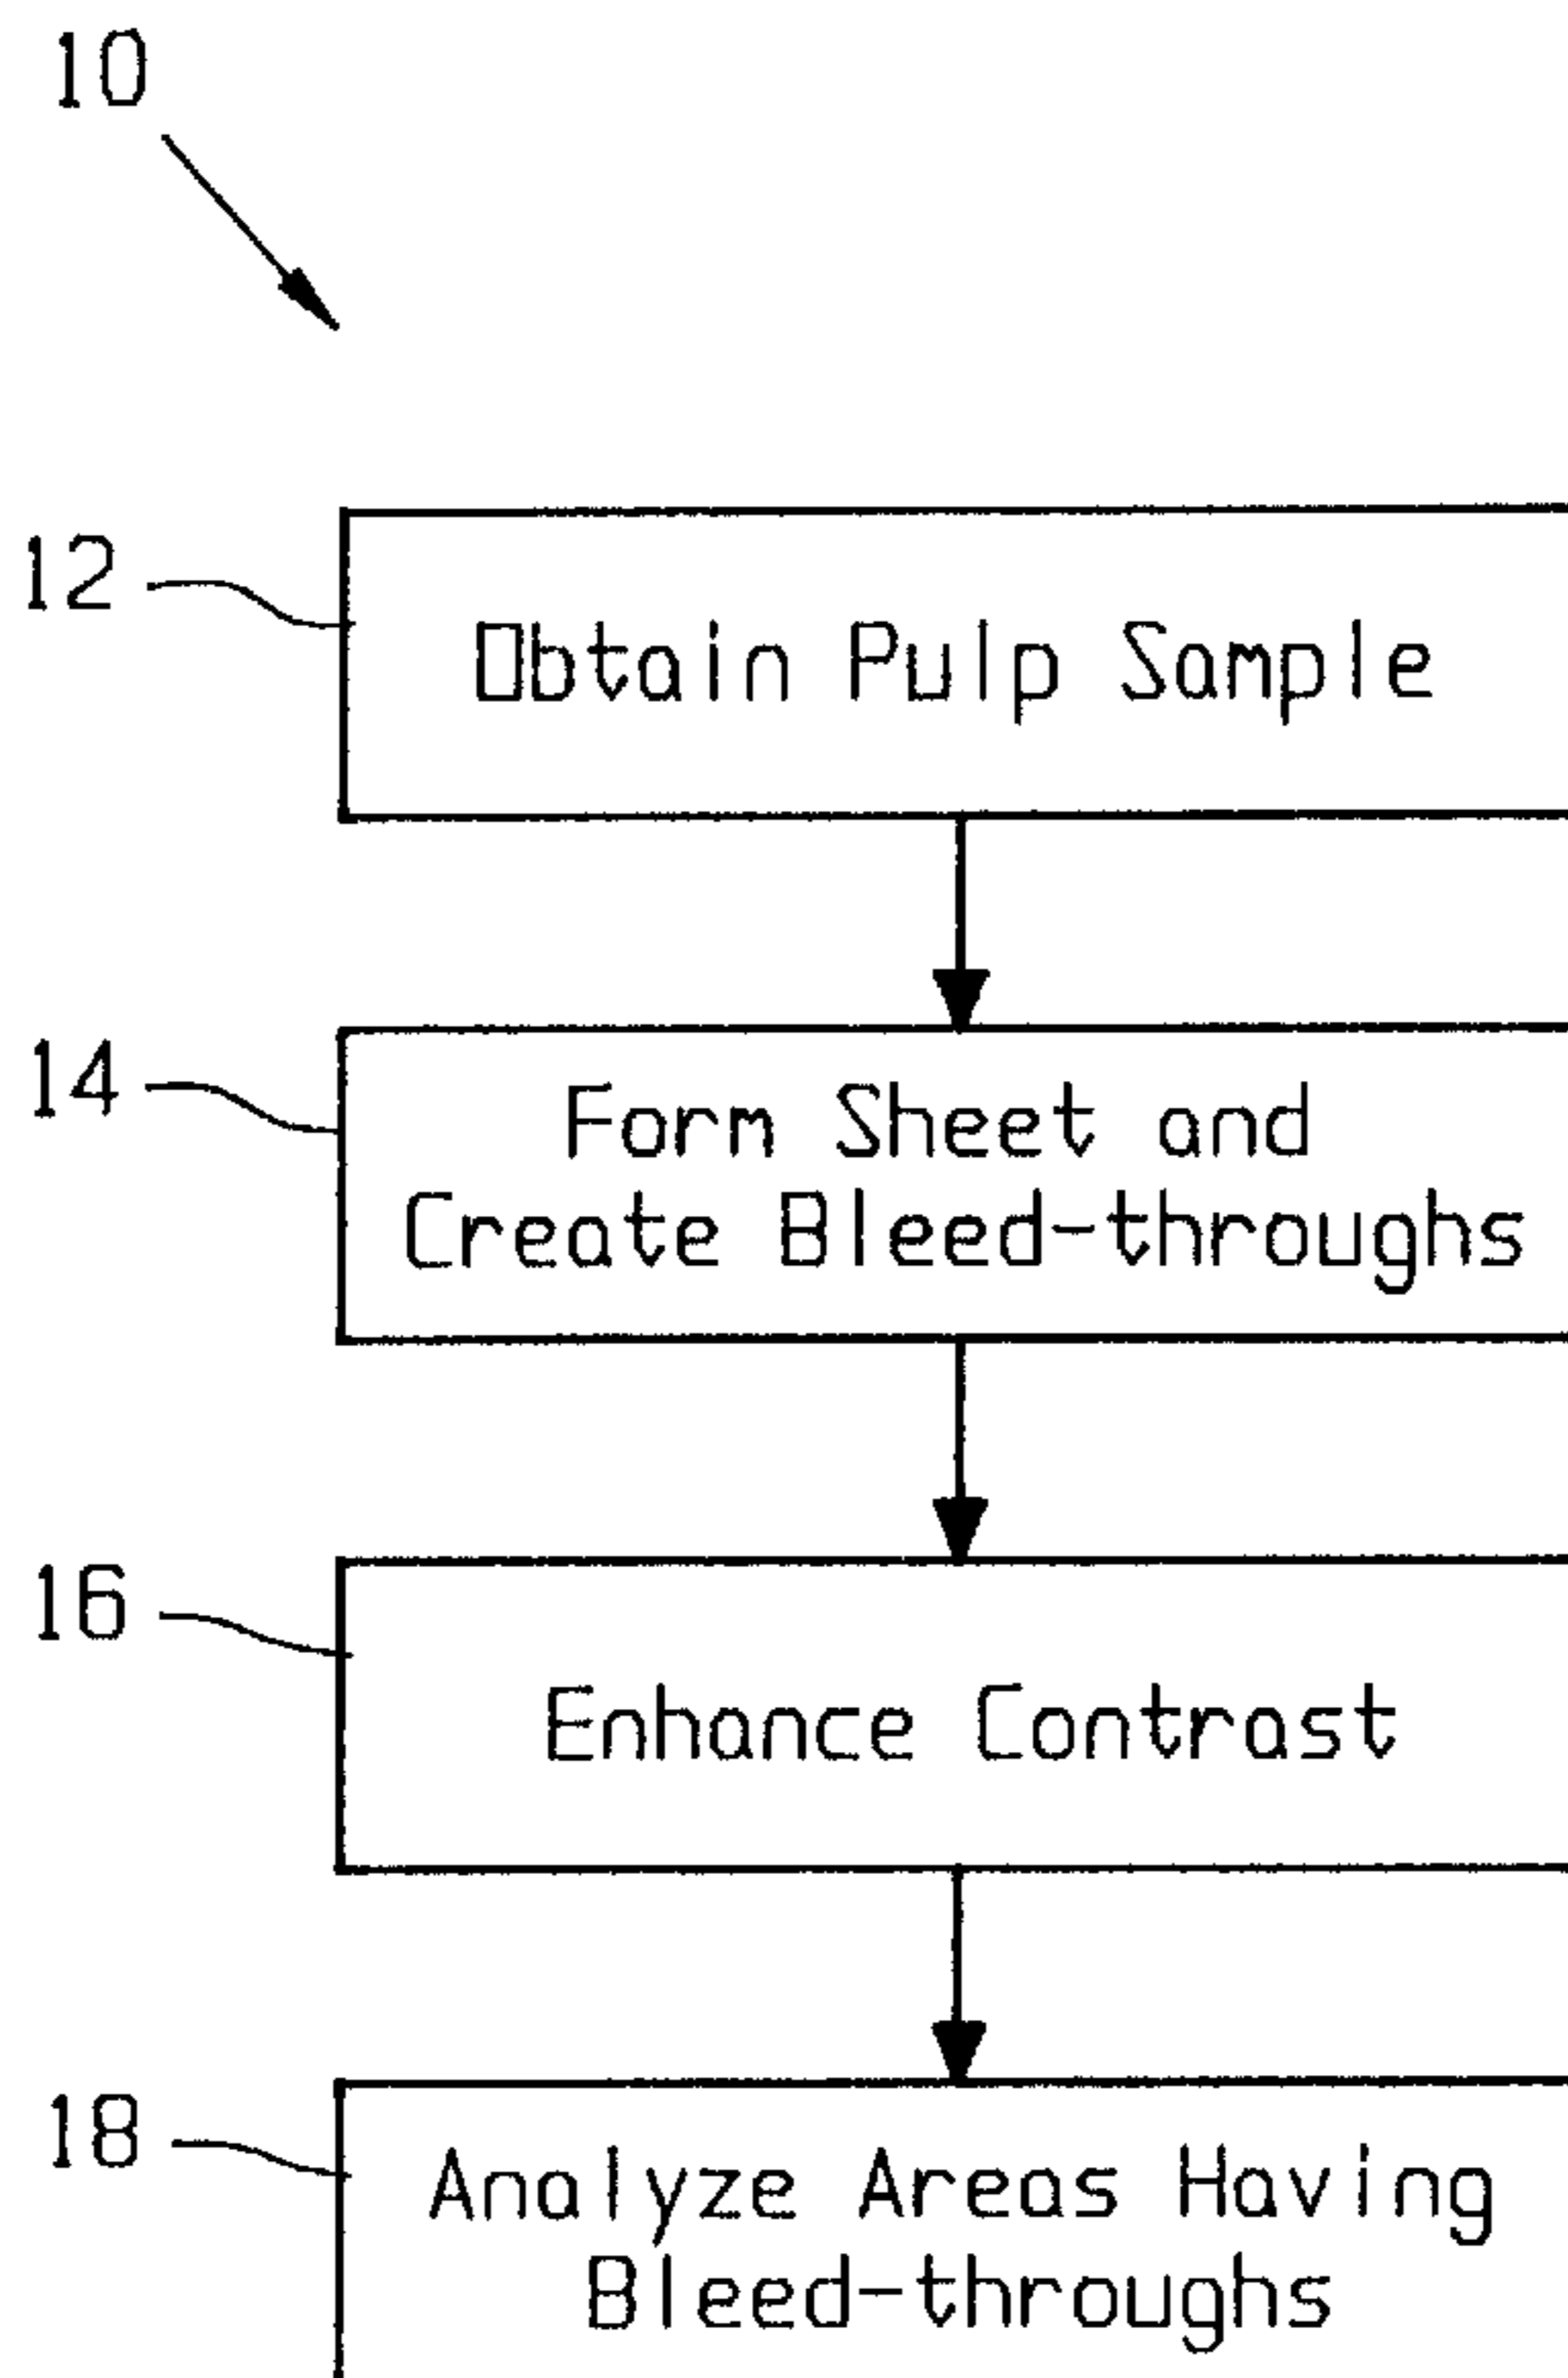 10
12
Obtain Pulp Sample
14
Form Sheet and
Create Bleed-throughs
16
Enhance Contrast
18
Analyze Areas Having
Bleed-throughs